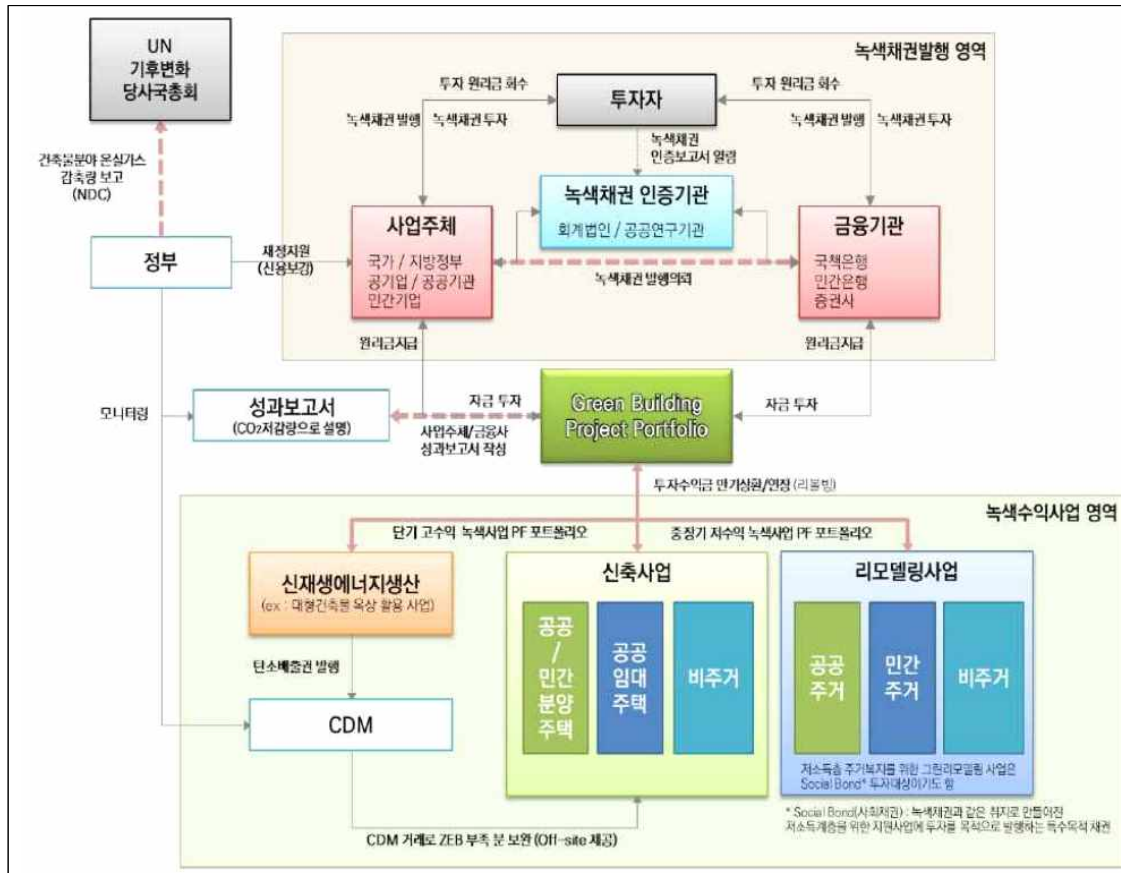 UN
기후변화
당사국총회
녹색채권발행 영역
투자 원리금 회수
투자자
투자 원리금 회수
녹색채권 발행
녹색채권 투자
녹색채권 발행
녹색채권 투자
녹색채권
인증보고서 열람
건축물분야 온실가스
감축량 보고
(NDC)
녹색채권 인증기관
회계법인 / 공공연구기관
사업주체
국가 / 지방정부
공기업 / 공공기관
민간기업
금융기관
국책은행
민간은행
증권사
정부
재정지원
(신용보강)
녹색채권 발행의뢰
원리금지급
원리금지급
모니터링
성과보고서
(CO2저감량으로 설명)
자금 투자
사업주체/금융사
성과보고서 작성
Green Building
Project Portfolio
자금 투자
투자수익금 만기상환/연장 (리볼빙)
녹색수익사업 영역
단기 고수익 녹색사업 PF 포트폴리오
중장기 저수익 녹색사업 PF 포트폴리오
신재생에너지생산
(ex : 대형건축물 옥상 활용 사업)
신축사업
공공
/
민간
분양
주택
공공
임대
주택
비주거
리모델링사업
공공
주거
민간
주거
비주거
저소득층 주거복지를 위한 그린리모델링 사업은
Social Bond* 투자대상이기도 함
탄소배출권 발행
CDM
* Social Bond(사회채권) : 녹색채권과 같은 취지로 만들어진
저소득계층을 위한 지원사업에 투자를 목적으로 발행하는 특수목적 채권
CDM 거래로 ZEB 부족 분 보완 (Off-site 제공)